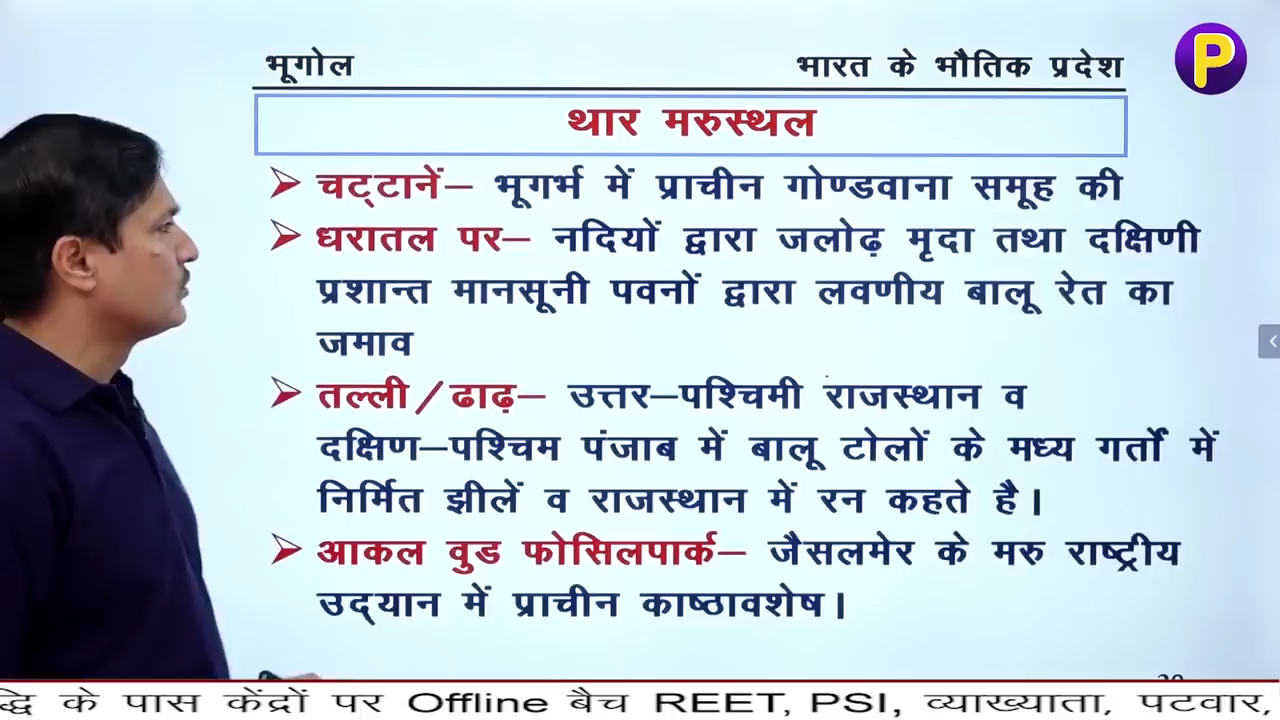 भूगोल
भारत के भौतिक प्रदेश
P
थार मरुस्थल
➢ चट्टानें– भूगर्भ में प्राचीन गोण्डवाना समूह की
➢ धरातल पर– नदियों द्वारा जलोढ़ मृदा तथा दक्षिणी
प्रशान्त मानसूनी पवनों द्वारा लवणीय बालू रेत का
जमाव
➢ तल्ली/ढाढ़– उत्तर–पश्चिमी राजस्थान व
दक्षिण–पश्चिम पंजाब में बालू टोलों के मध्य गर्तों में
निर्मित झीलें व राजस्थान में रन कहते है।
➢ आकल वुड फोसिलपार्क– जैसलमेर के मरु राष्ट्रीय
उद्यान में प्राचीन काष्ठावशेष।
के पास केंद्रों पर Offline बैच REET, PSI, व्याख्याता, पटवार,